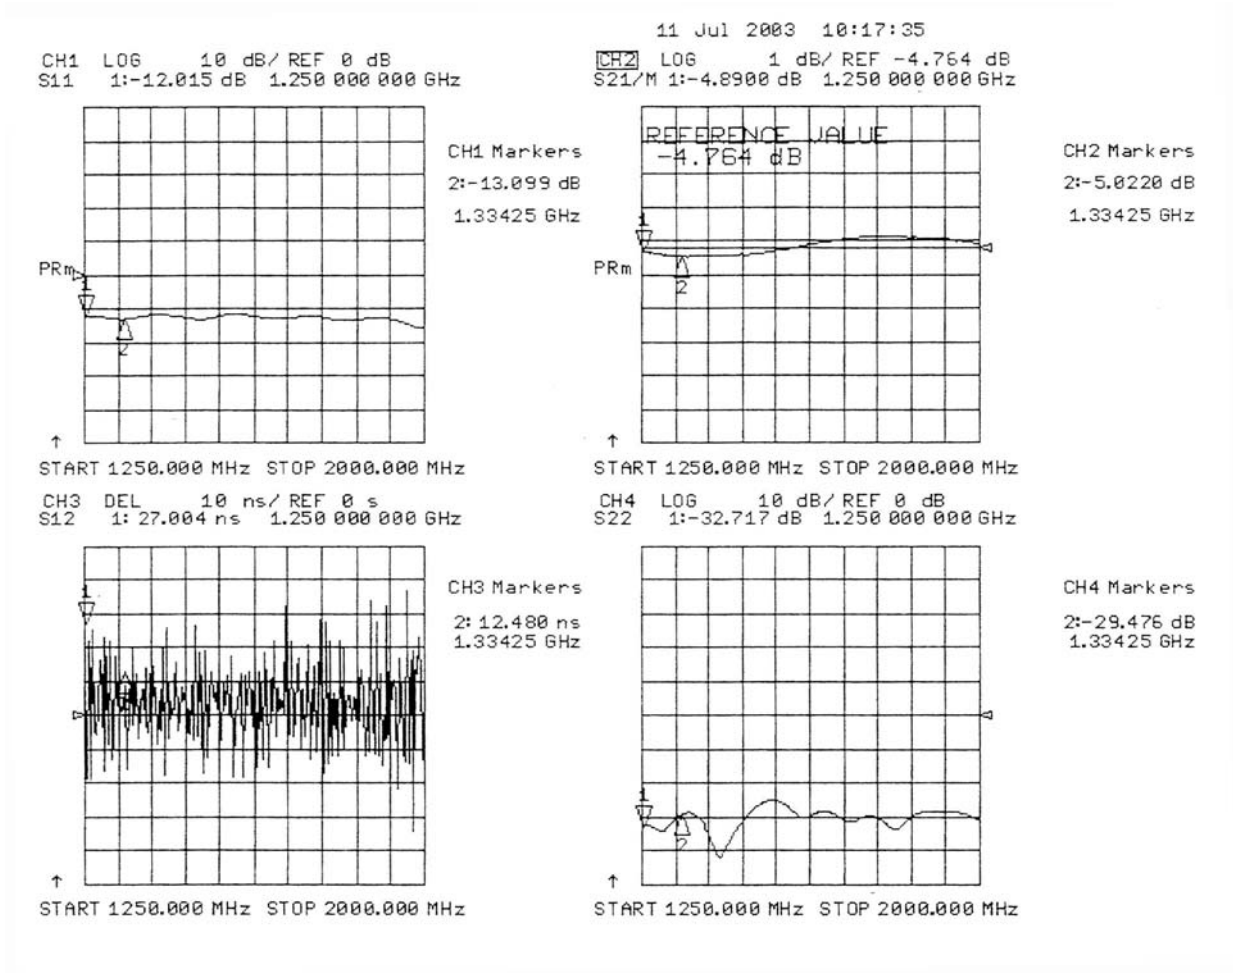 11 Jul 2003 10:17:35
CH1 LOG 10 dB/ REF 0 dB
S11 1:-12.015 dB 1.250 000 000 GHz
CH1 Markers
2:-13.099 dB
1.33425 GHz
PRm
1
2
START 1250.000 MHz STOP 2000.000 MHz
CH2 LOG 1 dB/ REF -4.764 dB
S21/M 1:-4.8900 dB 1.250 000 000 GHz
REFERENCE VALUE
-4.764 dB
CH2 Markers
2:-5.0220 dB
1.33425 GHz
1
PRm
2
START 1250.000 MHz STOP 2000.000 MHz
CH3 DEL 10 ns/ REF 0 s
S12 1: 27.004 ns 1.250 000 000 GHz
CH3 Markers
1
2: 12.480 ns
1.33425 GHz
START 1250.000 MHz STOP 2000.000 MHz
CH4 LOG 10 dB/ REF 0 dB
S22 1:-32.717 dB 1.250 000 000 GHz
CH4 Markers
2:-29.476 dB
1.33425 GHz
1
2
START 1250.000 MHz STOP 2000.000 MHz